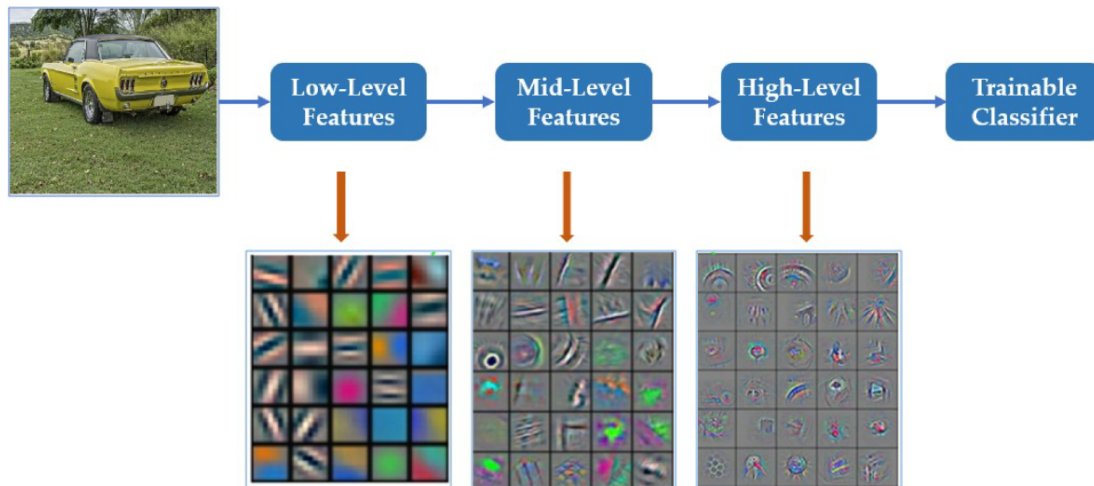 Low-Level
Features
Mid-Level
Features
High-Level
Features
Trainable
Classifier